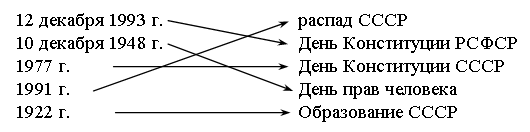 12 декабря 1993 г. распад СССР
10 декабря 1948 г. День Конституции РСФСР
1977 г. День Конституции СССР
1991 г. День прав человека
1922 г. Образование СССР